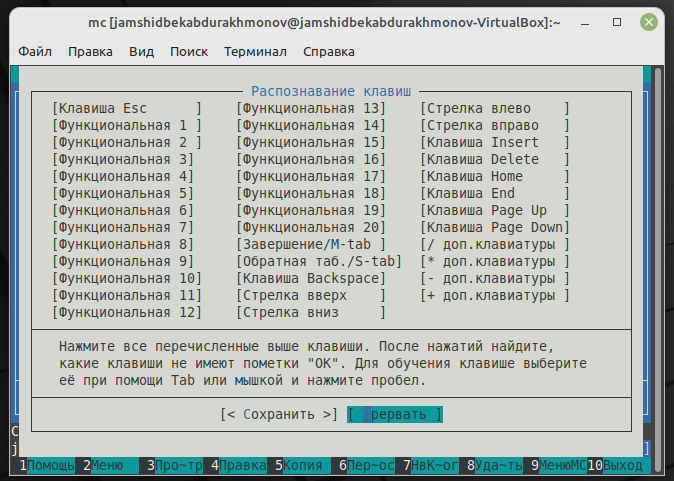 mc [jamshidbekabdurakhmonov@jamshidbekabdurakhmonov-VirtualBox]:~
Файл Правка Вид Поиск Терминал Справка
Распознавание клавиш
[Клавиша Esc ] [Функциональная 13] [Стрелка влево ]
[Функциональная 1 ] [Функциональная 14] [Стрелка вправо ]
[Функциональная 2 ] [Функциональная 15] [Клавиша Insert ]
[Функциональная 3] [Функциональная 16] [Клавиша Delete ]
[Функциональная 4] [Функциональная 17] [Клавиша Home ]
[Функциональная 5] [Функциональная 18] [Клавиша End ]
[Функциональная 6] [Функциональная 19] [Клавиша Page Up ]
[Функциональная 7] [Функциональная 20] [Клавиша Page Down]
[Функциональная 8] [Завершение/M-tab ] [/ доп.клавиатуры ]
[Функциональная 9] [Обратная таб./S-tab] [* доп.клавиатуры ]
[Функциональная 10] [Клавиша Backspace] [- доп.клавиатуры ]
[Функциональная 11] [Стрелка вверх ] [+ доп.клавиатуры ]
[Функциональная 12] [Стрелка вниз ]
Нажмите все перечисленные выше клавиши. После нажатий найдите,
какие клавиши не имеют пометки "OK". Для обучения клавише выберите
её при помощи Tab или мышкой и нажмите пробел.
[< Сохранить >] [ Прервать ]
С
j ]
1Помощь 2Меню 3Про~тр 4Правка 5Копия 6Пер~ос 7НвК~ог 8Уда~ть 9МенюMC 10Выход